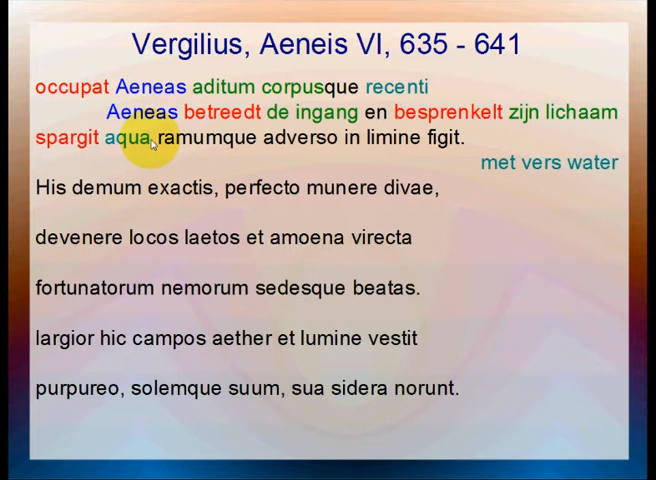 Vergilius, Aeneis VI, 635 - 641
occupat Aeneas aditum corpusque recenti
Aeneas betreedt de ingang en besprenkelt zijn lichaam
spargit aqua ramumque adverso in limine figit.
met vers water
His demum exactis, perfecto munere divae,
devenere locos laetos et amoena virecta
fortunatorum nemorum sedesque beatas.
largior hic campos aether et lumine vestit
purpureo, solemque suum, sua sidera norunt.